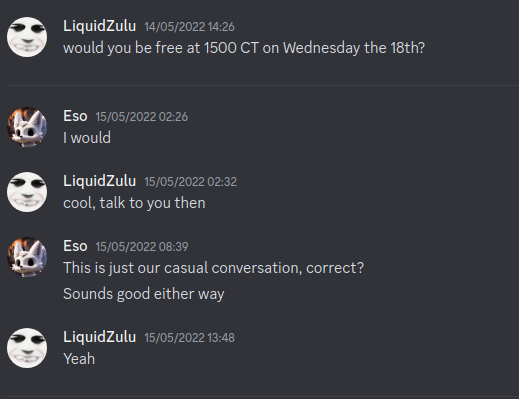 LiquidZulu 14/05/2022 14:26
would you be free at 1500 CT on Wednesday the 18th?
Eso 15/05/2022 02:26
I would
LiquidZulu 15/05/2022 02:32
cool, talk to you then
Eso 15/05/2022 08:39
This is just our casual conversation, correct?
Sounds good either way
LiquidZulu 15/05/2022 13:48
Yeah